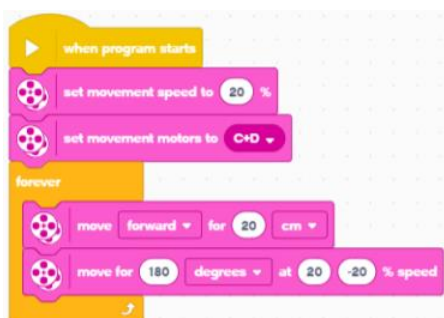 when program starts
set movement speed to 20 %
set movement motors to C+D
forever
move forward for 20 cm
move for 180 degrees at 20 -20 % speed